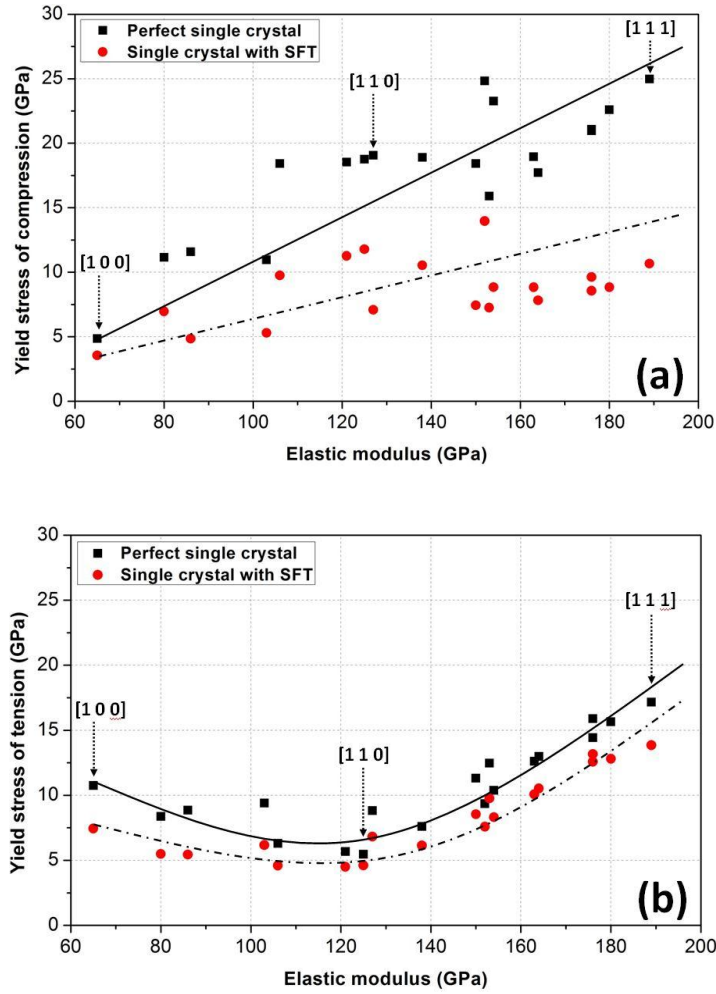 Perfect single crystal
Single crystal with SFT
[1 1 1]
[1 1 0]
[1 0 0]
30
25
20
15
10
5
0
Yield stress of compression (GPa)
(a)
60 80 100 120 140 160 180 200
Elastic modulus (GPa)
Perfect single crystal
Single crystal with SFT
[1 1 1]
[1 0 0]
[1 1 0]
30
25
20
15
10
5
0
Yield stress of tension (GPa)
(b)
60 80 100 120 140 160 180 200
Elastic modulus (GPa)